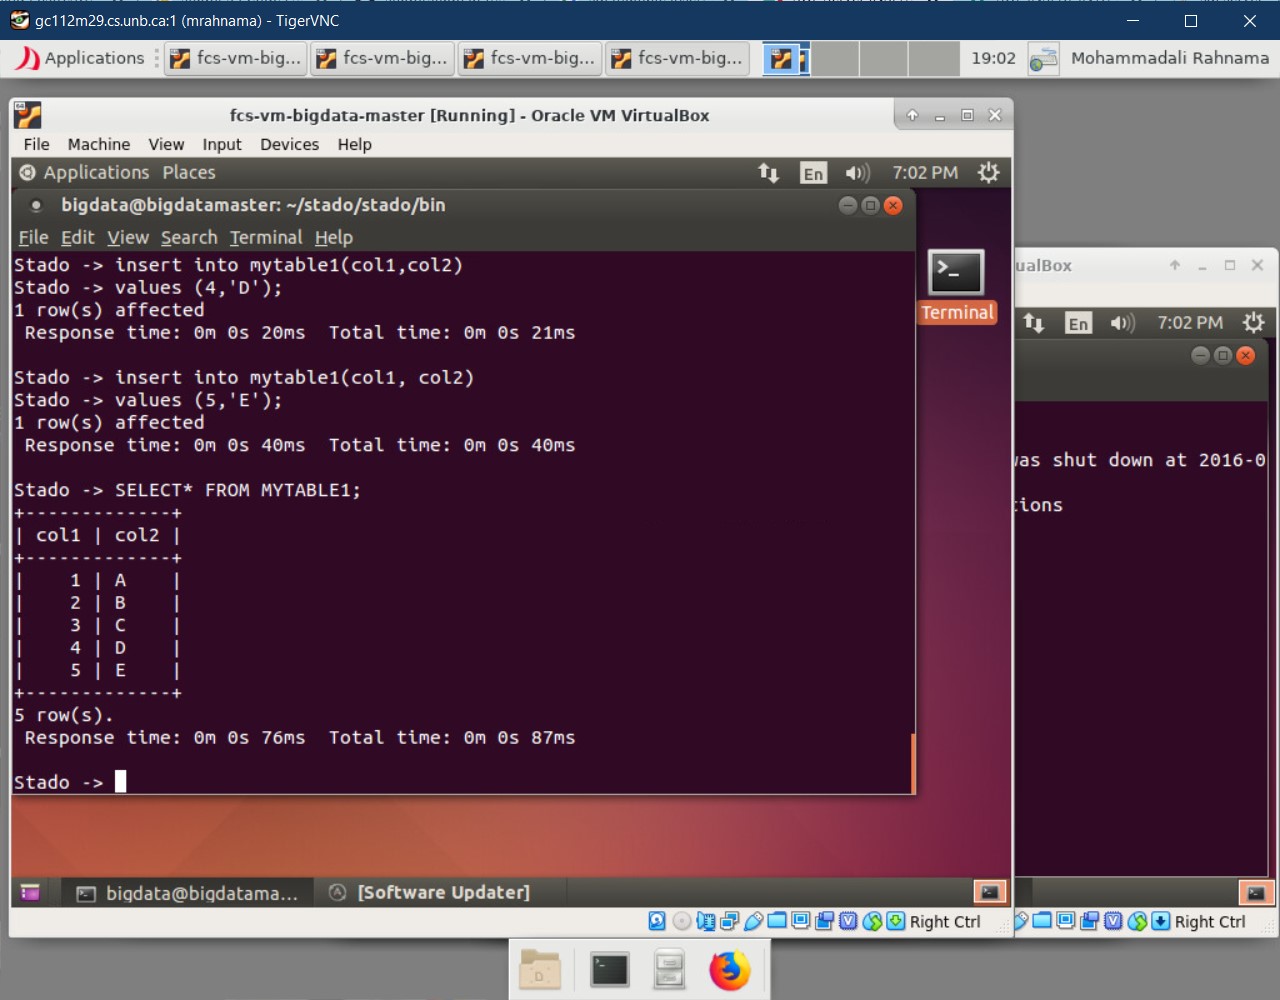 gc112m29.cs.unb.ca:1 (mrahnama) - TigerVNC
Applications
fcs-vm-big...
fcs-vm-big...
fcs-vm-big...
fcs-vm-big...
19:02
Mohammadali Rahnama
fcs-vm-bigdata-master [Running] - Oracle VM VirtualBox
File Machine View Input Devices Help
Applications Places
En
7:02 PM
bigdata@bigdatamaster: ~/stado/stado/bin
File Edit View Search Terminal Help
Stado -> insert into mytable1(col1,col2)
Stado -> values (4,'D');
1 row(s) affected
Response time: 0m 0s 20ms  Total time: 0m 0s 21ms
Stado -> insert into mytable1(col1, col2)
Stado -> values (5,'E');
1 row(s) affected
Response time: 0m 0s 40ms  Total time: 0m 0s 40ms
Stado -> SELECT* FROM MYTABLE1;
+-------------+
| col1 | col2 |
+-------------+
|    1 | A    |
|    2 | B    |
|    3 | C    |
|    4 | D    |
|    5 | E    |
+-------------+
5 row(s).
Response time: 0m 0s 76ms  Total time: 0m 0s 87ms
Stado ->
Terminal
ualBox
En
7:02 PM
was shut down at 2016-0
tions
bigdata@bigdatama...
[Software Updater]
Right Ctrl
Right Ctrl